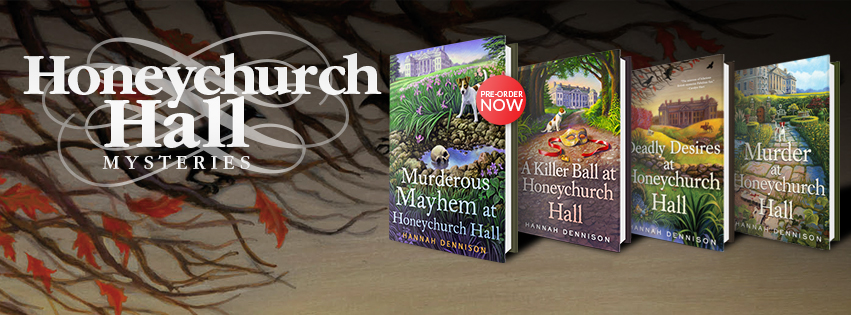 Honeychurch
Hall
MYSTERIES
PRE-ORDER
NOW
Murderous
Mayhem at
Honeychurch Hall
HANNAH DENNISON
A Killer Ball at
Honeychurch
Hall
HANNAH DENNISON
Deadly Desires
at
Honeychurch
Hall
HANNAH DENNISON
Murder
at
Honeychurch
Hall
HANNAH DENNISON